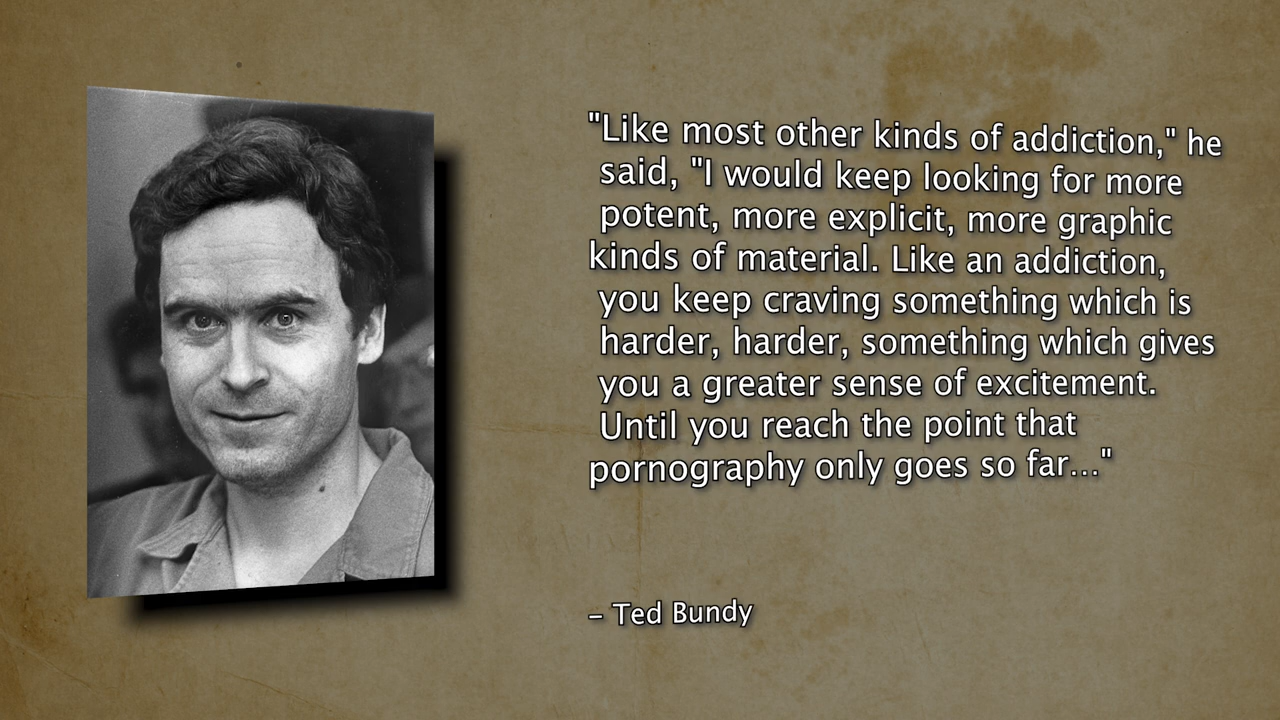 "Like most other kinds of addiction," he
said, "I would keep looking for more
potent, more explicit, more graphic
kinds of material. Like an addiction,
you keep craving something which is
harder, harder, something which gives
you a greater sense of excitement.
Until you reach the point that
pornography only goes so far..."
– Ted Bundy